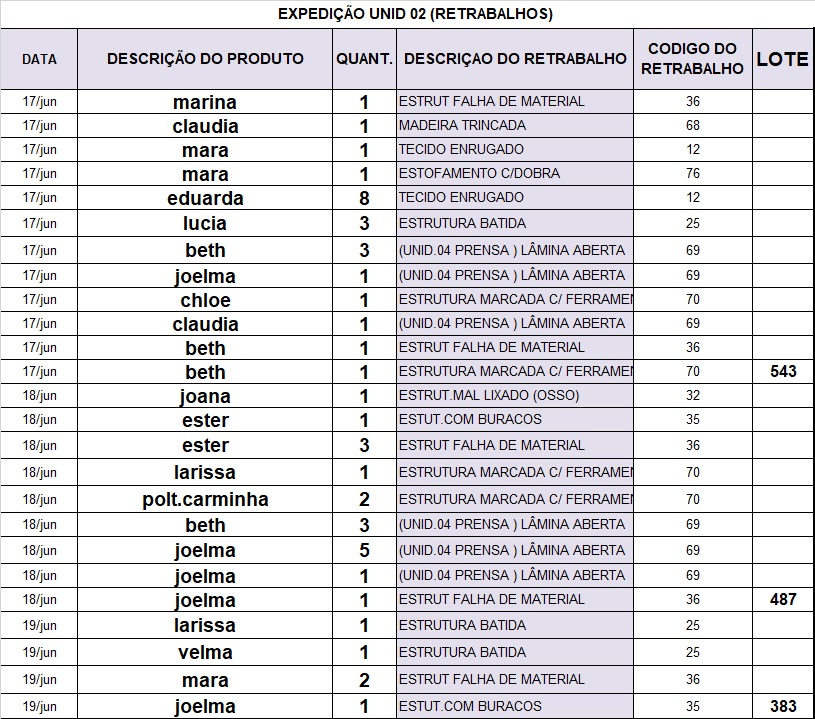 EXPEDIÇÃO UNID 02 (RETRABALHOS)
DATA DESCRIÇÃO DO PRODUTO QUANT. DESCRIÇAO DO RETRABALHO CODIGO DO RETRABALHO LOTE
17/jun marina 1 ESTRUT FALHA DE MATERIAL 36
17/jun claudia 1 MADEIRA TRINCADA 68
17/jun mara 1 TECIDO ENRUGADO 12
17/jun mara 1 ESTOFAMENTO C/DOBRA 76
17/jun eduarda 8 TECIDO ENRUGADO 12
17/jun lucia 3 ESTRUTURA BATIDA 25
17/jun beth 3 (UNID.04 PRENSA ) LÂMINA ABERTA 69
17/jun joelma 1 (UNID.04 PRENSA ) LÂMINA ABERTA 69
17/jun chloe 1 ESTRUTURA MARCADA C/ FERRAMEN 70
17/jun claudia 1 (UNID.04 PRENSA ) LÂMINA ABERTA 69
17/jun beth 1 ESTRUT FALHA DE MATERIAL 36
17/jun beth 1 ESTRUTURA MARCADA C/ FERRAMEN 70 543
18/jun joana 1 ESTRUT.MAL LIXADO (OSSO) 32
18/jun ester 1 ESTUT.COM BURACOS 35
18/jun ester 3 ESTRUT FALHA DE MATERIAL 36
18/jun larissa 1 ESTRUTURA MARCADA C/ FERRAMEN 70
18/jun polt.carminha 2 ESTRUTURA MARCADA C/ FERRAMEN 70
18/jun beth 3 (UNID.04 PRENSA ) LÂMINA ABERTA 69
18/jun joelma 5 (UNID.04 PRENSA ) LÂMINA ABERTA 69
18/jun joelma 1 (UNID.04 PRENSA ) LÂMINA ABERTA 69
18/jun joelma 1 ESTRUT FALHA DE MATERIAL 36 487
19/jun larissa 1 ESTRUTURA BATIDA 25
19/jun velma 1 ESTRUTURA BATIDA 25
19/jun mara 2 ESTRUT FALHA DE MATERIAL 36
19/jun joelma 1 ESTUT.COM BURACOS 35 383